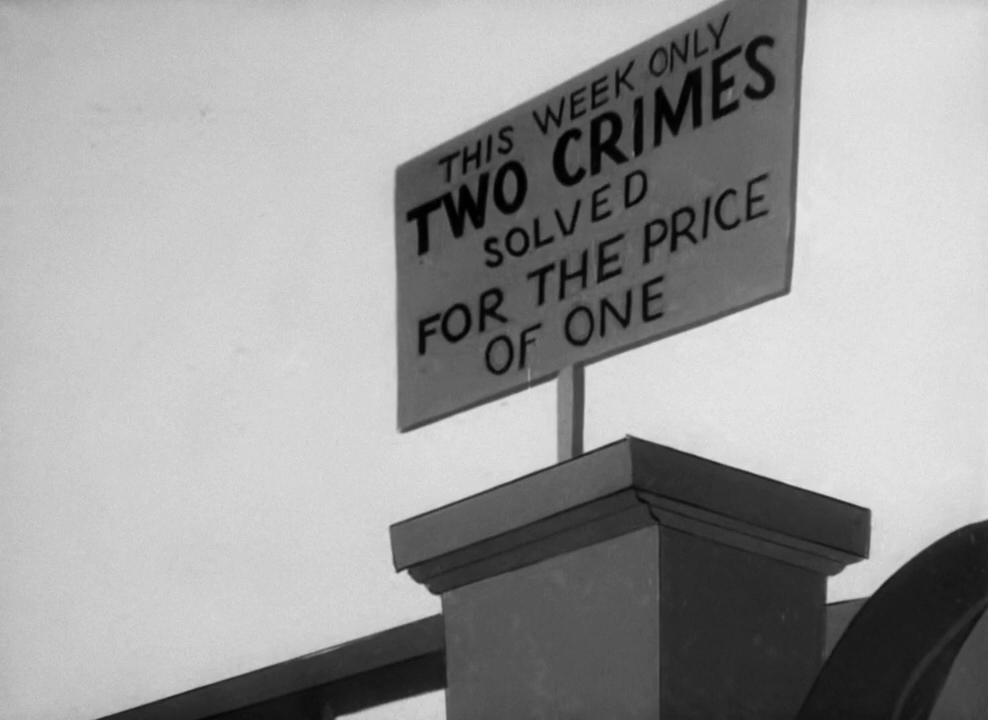 THIS WEEK ONLY
TWO CRIMES
SOLVED
FOR THE PRICE
OF ONE